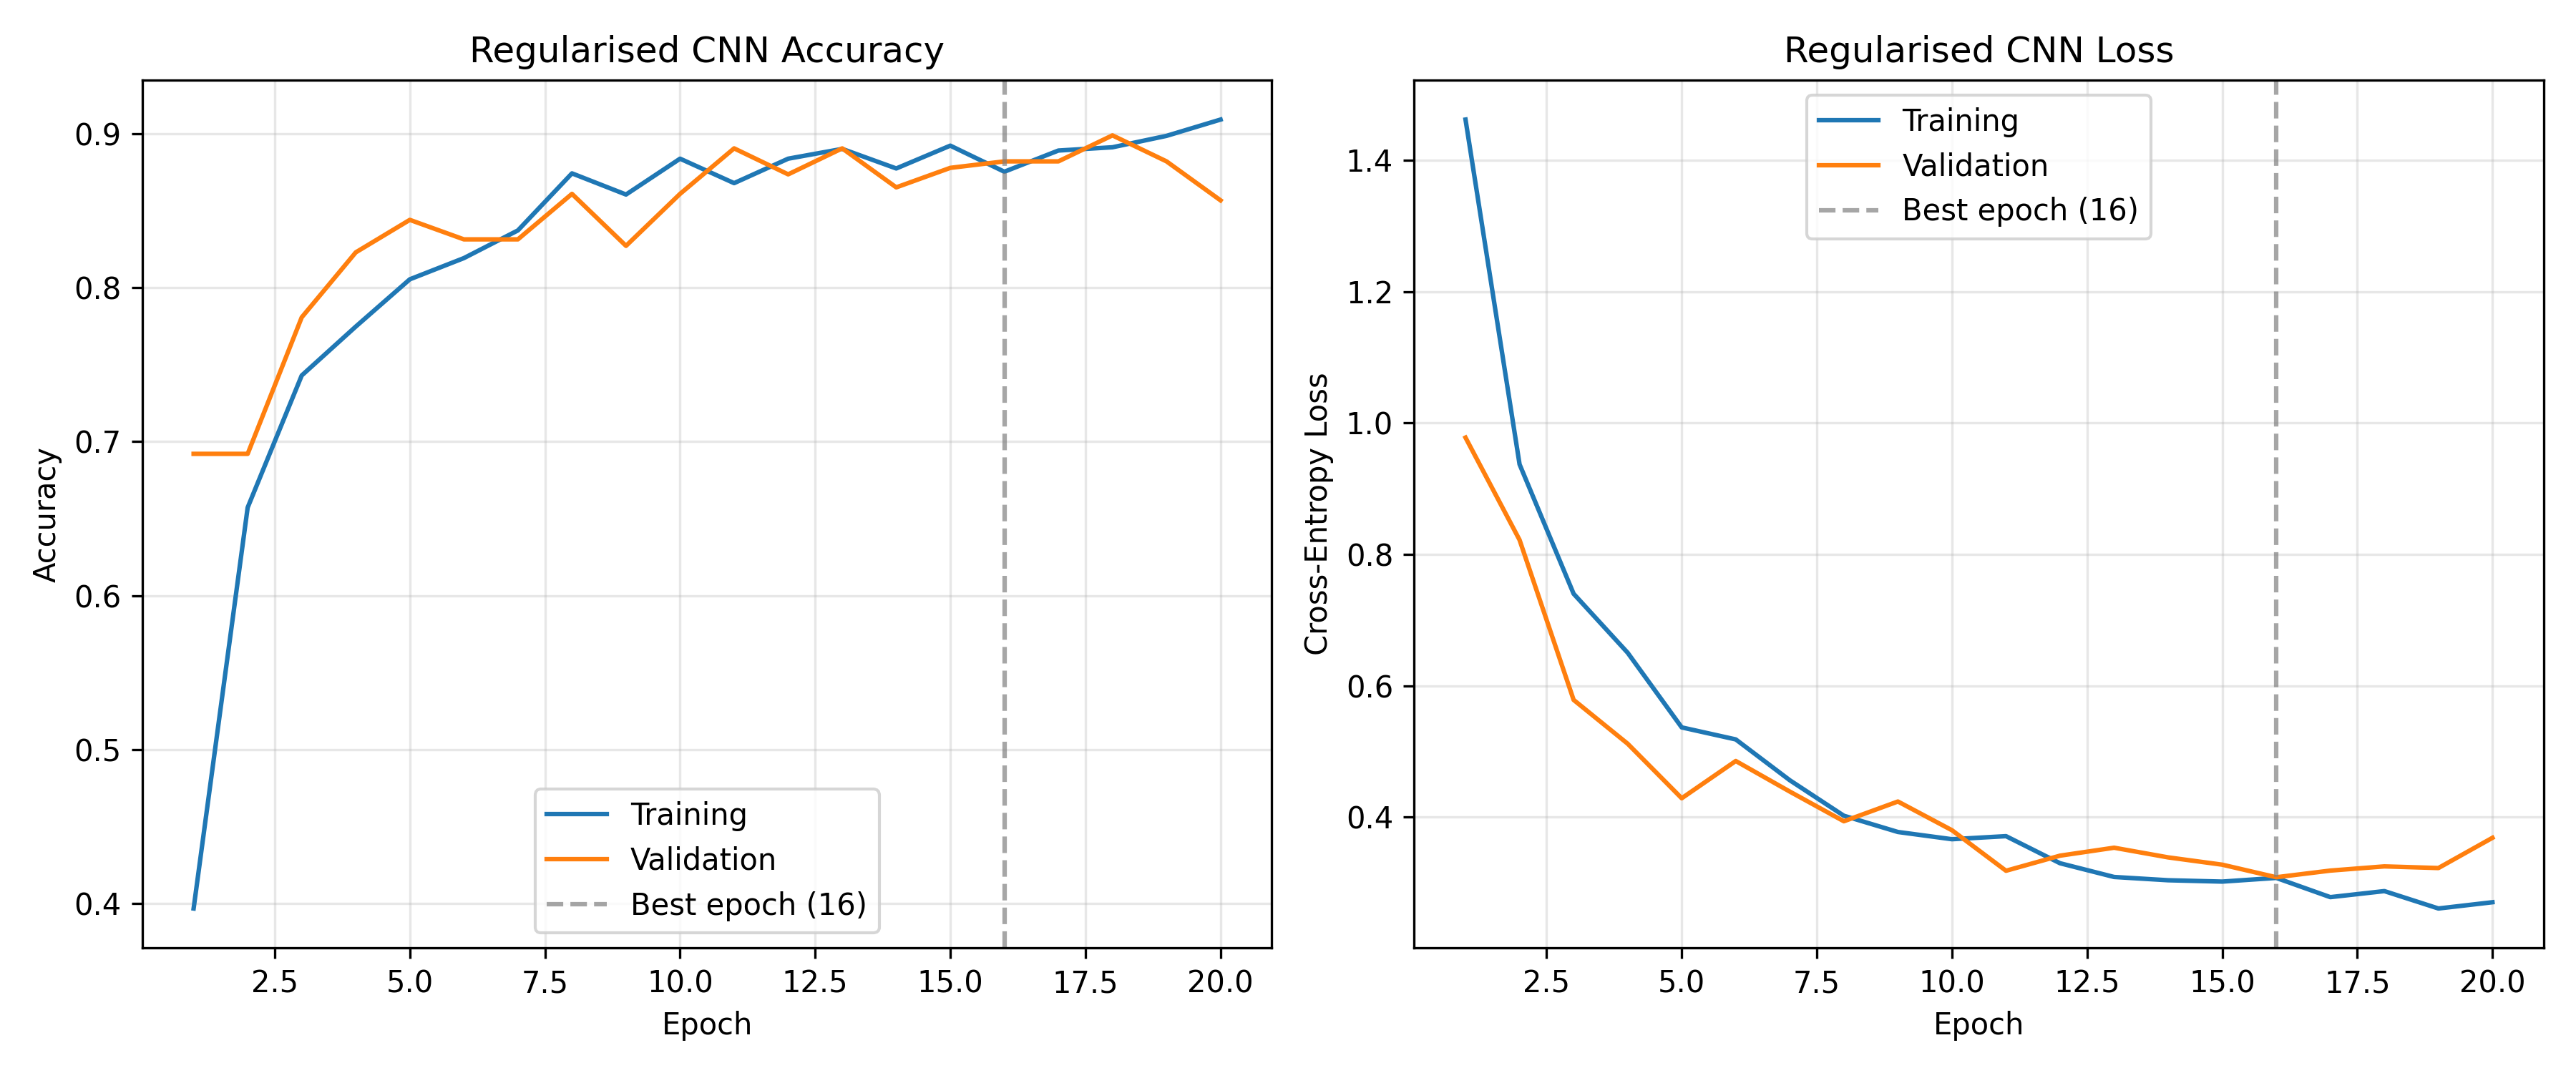 Regularised CNN Accuracy
Accuracy
0.9
0.8
0.7
0.6
0.5
0.4
Training
Validation
Best epoch (16)
2.5 5.0 7.5 10.0 12.5 15.0 17.5 20.0
Epoch
Regularised CNN Loss
Cross-Entropy Loss
1.4
1.2
1.0
0.8
0.6
0.4
Training
Validation
Best epoch (16)
2.5 5.0 7.5 10.0 12.5 15.0 17.5 20.0
Epoch